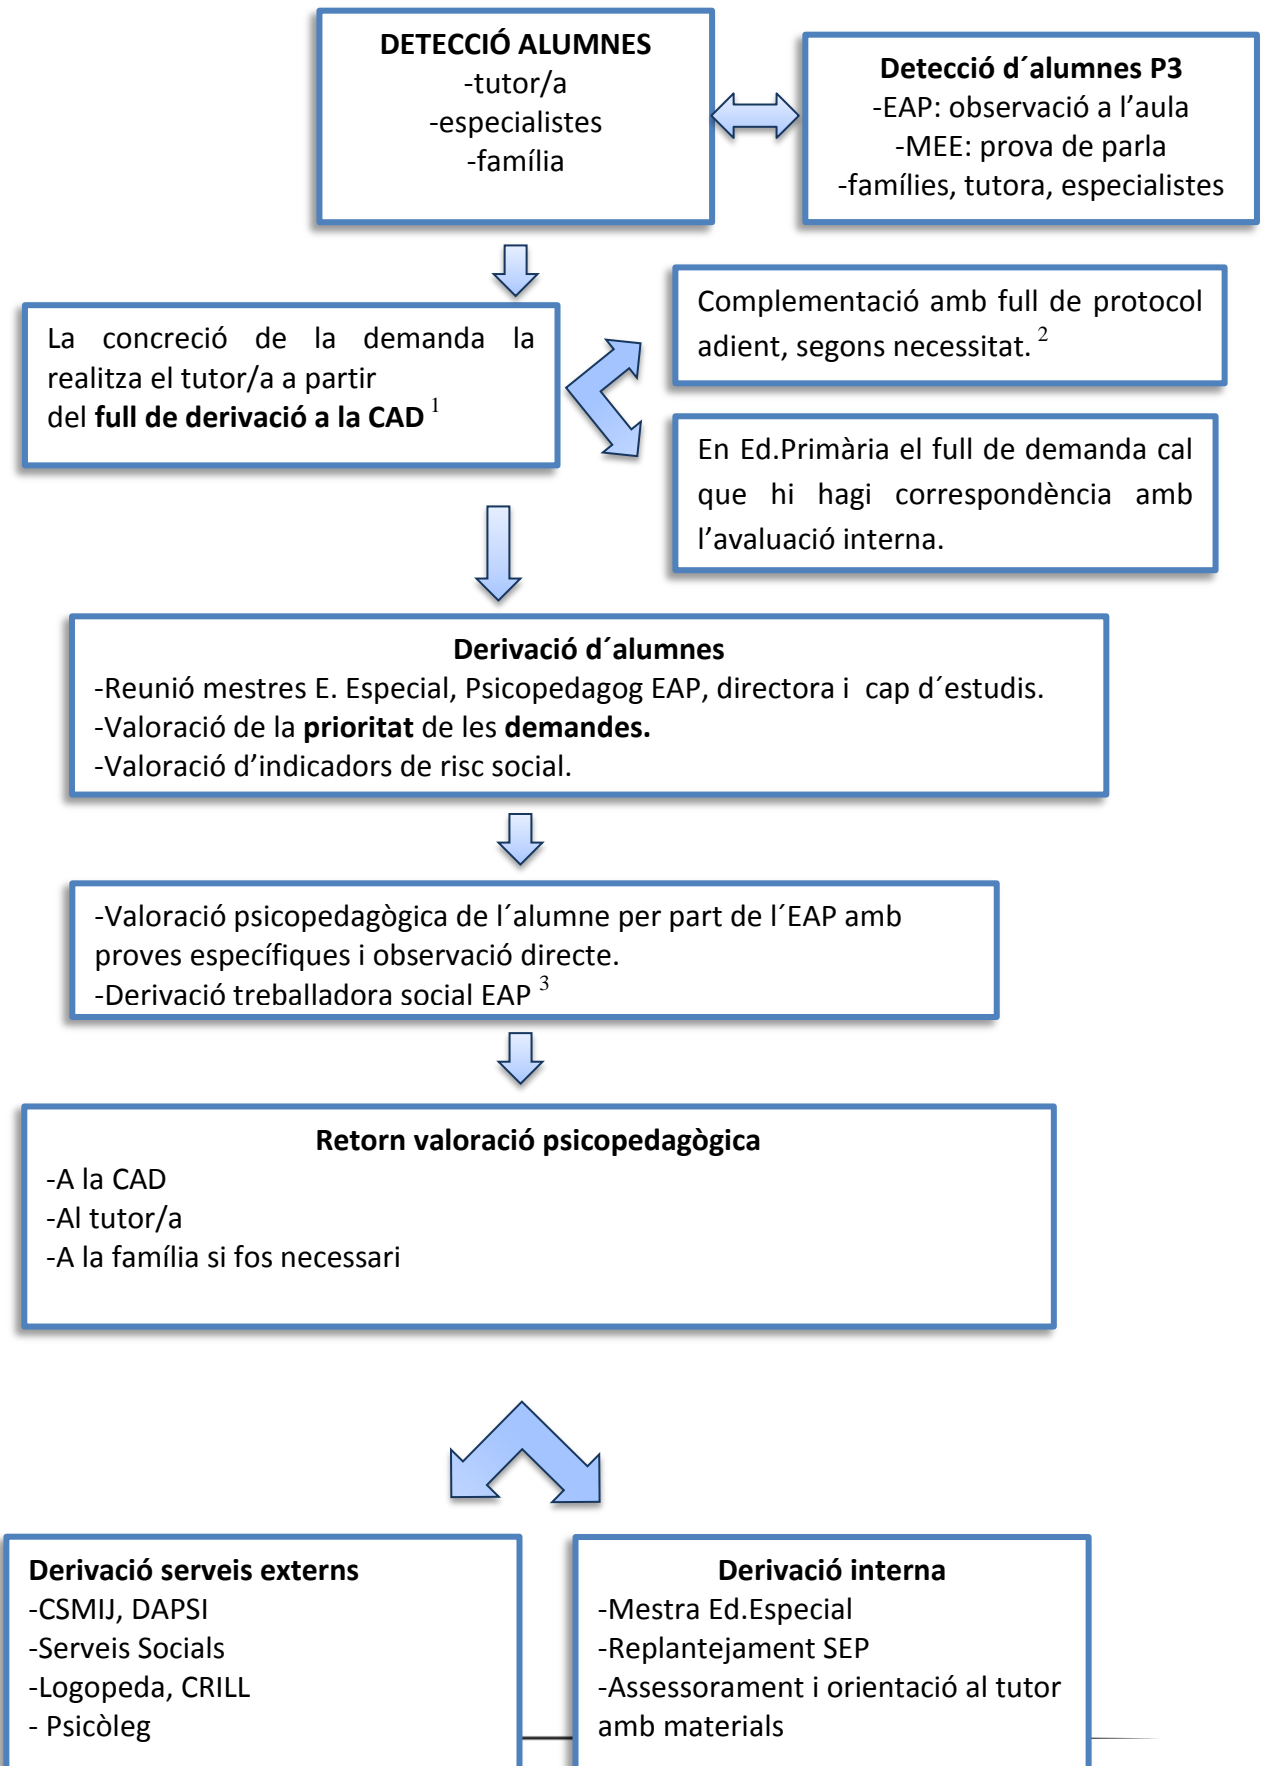 DETECCIÓ ALUMNES
-tutor/a
-especialistes
-família
Detecció d´alumnes P3
-EAP: observació a l’aula
-MEE: prova de parla
-famílies, tutora, especialistes
La concreció de la demanda la
realitza el tutor/a a partir
del full de derivació a la CAD 1
Complementació amb full de protocol
adient, segons necessitat. 2
En Ed.Primària el full de demanda cal
que hi hagi correspondència amb
l’avaluació interna.
Derivació d´alumnes
-Reunió mestres E. Especial, Psicopedagog EAP, directora i cap d´estudis.
-Valoració de la prioritat de les demandes.
-Valoració d’indicadors de risc social.
-Valoració psicopedagògica de l´alumne per part de l´EAP amb
proves específiques i observació directe.
-Derivació treballadora social EAP 3
Retorn valoració psicopedagògica
-A la CAD
-Al tutor/a
-A la família si fos necessari
Derivació serveis externs
-CSMIJ, DAPSI
-Serveis Socials
-Logopeda, CRILL
- Psicòleg
Derivació interna
-Mestra Ed.Especial
-Replantejament SEP
-Assessorament i orientació al tutor
amb materials